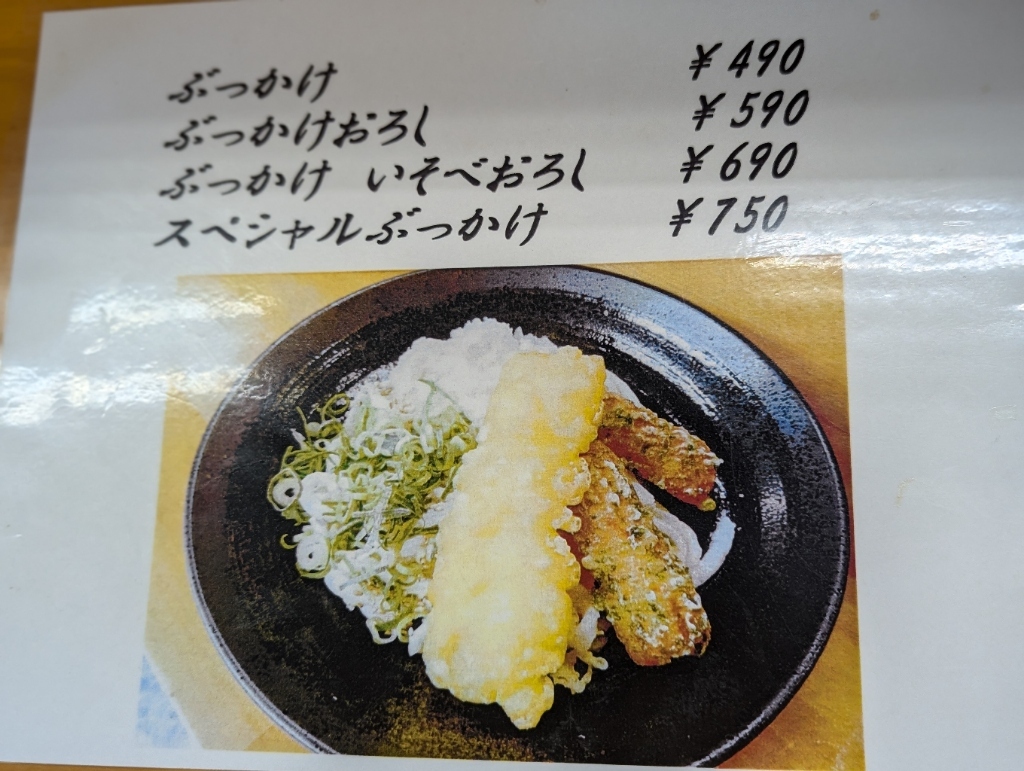 ぶっかけ ¥490
ぶっかけおろし ¥590
ぶっかけ いそべおろし ¥690
スペシャルぶっかけ ¥750